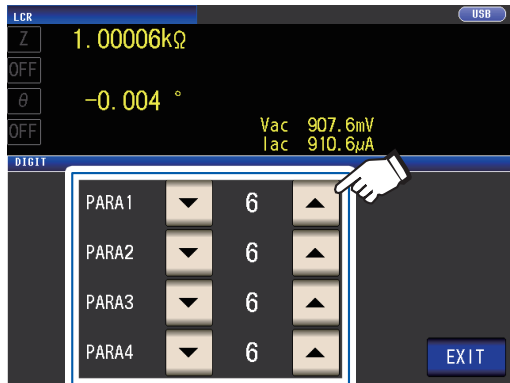 LCR USB
Z 1.00006kΩ
OFF
θ -0.004 °
OFF Vac 907.6mV
Iac 910.6μA
DIGIT
PARA1 6
PARA2 6
PARA3 6
PARA4 6
EXIT